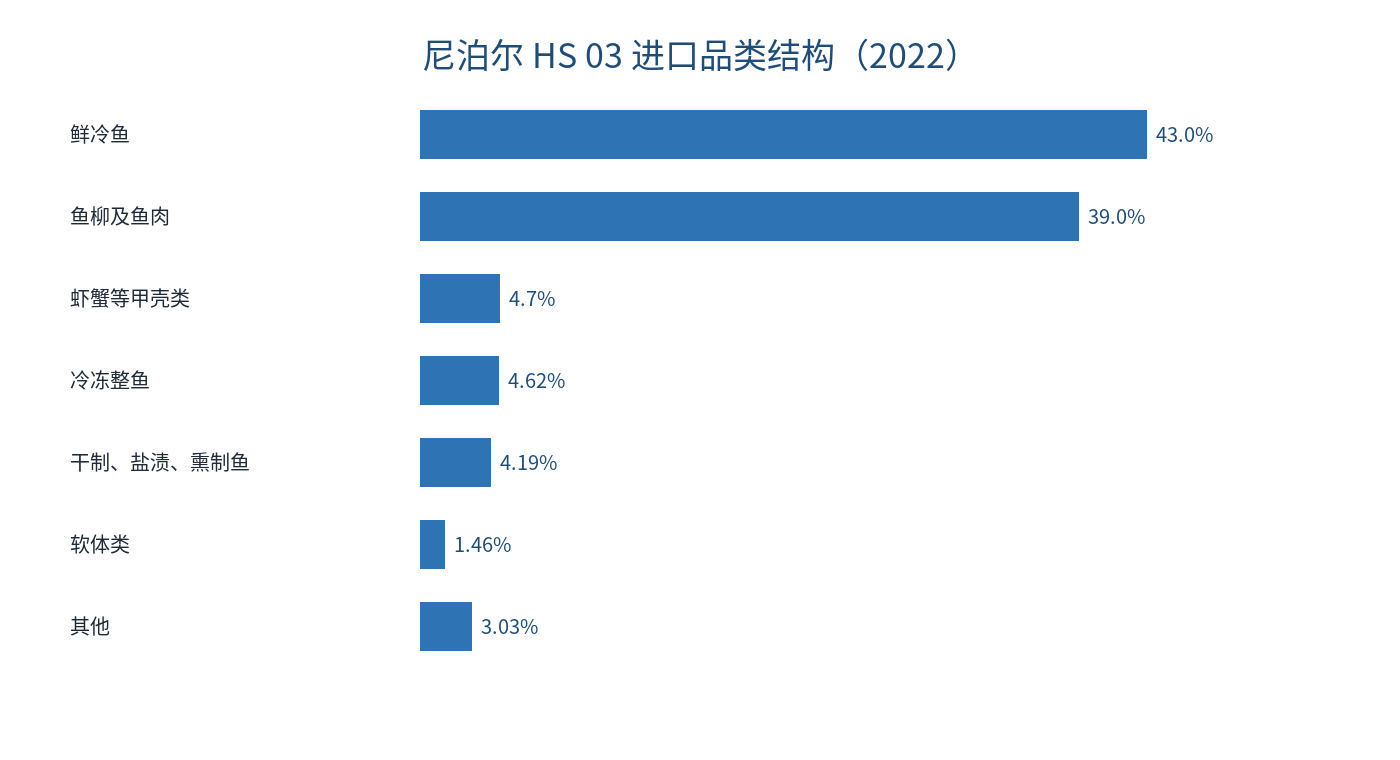 尼泊尔 HS 03 进口品类结构（2022）
鲜冷鱼 43.0%
鱼柳及鱼肉 39.0%
虾蟹等甲壳类 4.7%
冷冻整鱼 4.62%
干制、盐渍、熏制鱼 4.19%
软体类 1.46%
其他 3.03%